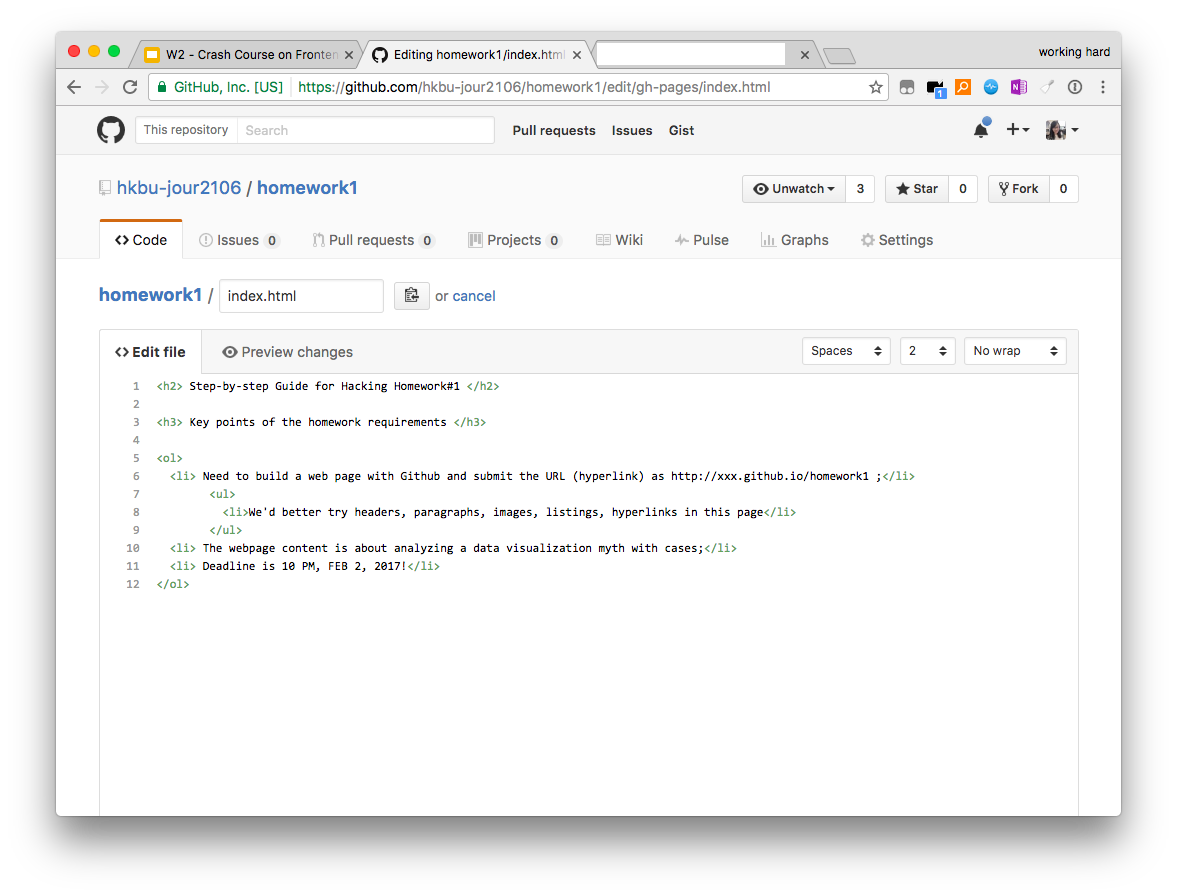 W2 - Crash Course on Fronten
Editing homework1/index.html
working hard
GitHub, Inc. [US] https://github.com/hkbu-jour2106/homework1/edit/gh-pages/index.html
1
This repository Search Pull requests Issues Gist
hkbu-jour2106 / homework1
Unwatch 3 Star 0 Fork 0
Code Issues 0 Pull requests 0 Projects 0 Wiki Pulse Graphs Settings
homework1 / index.html or cancel
Edit file Preview changes Spaces 2 No wrap
1 <h2> Step-by-step Guide for Hacking Homework#1 </h2>
2
3 <h3> Key points of the homework requirements </h3>
4
5 <ol>
6 <li> Need to build a web page with Github and submit the URL (hyperlink) as http://xxx.github.io/homework1 ;</li>
7 <ul>
8 <li>We'd better try headers, paragraphs, images, listings, hyperlinks in this page</li>
9 </ul>
10 <li> The webpage content is about analyzing a data visualization myth with cases;</li>
11 <li> Deadline is 10 PM, FEB 2, 2017!</li>
12 </ol>